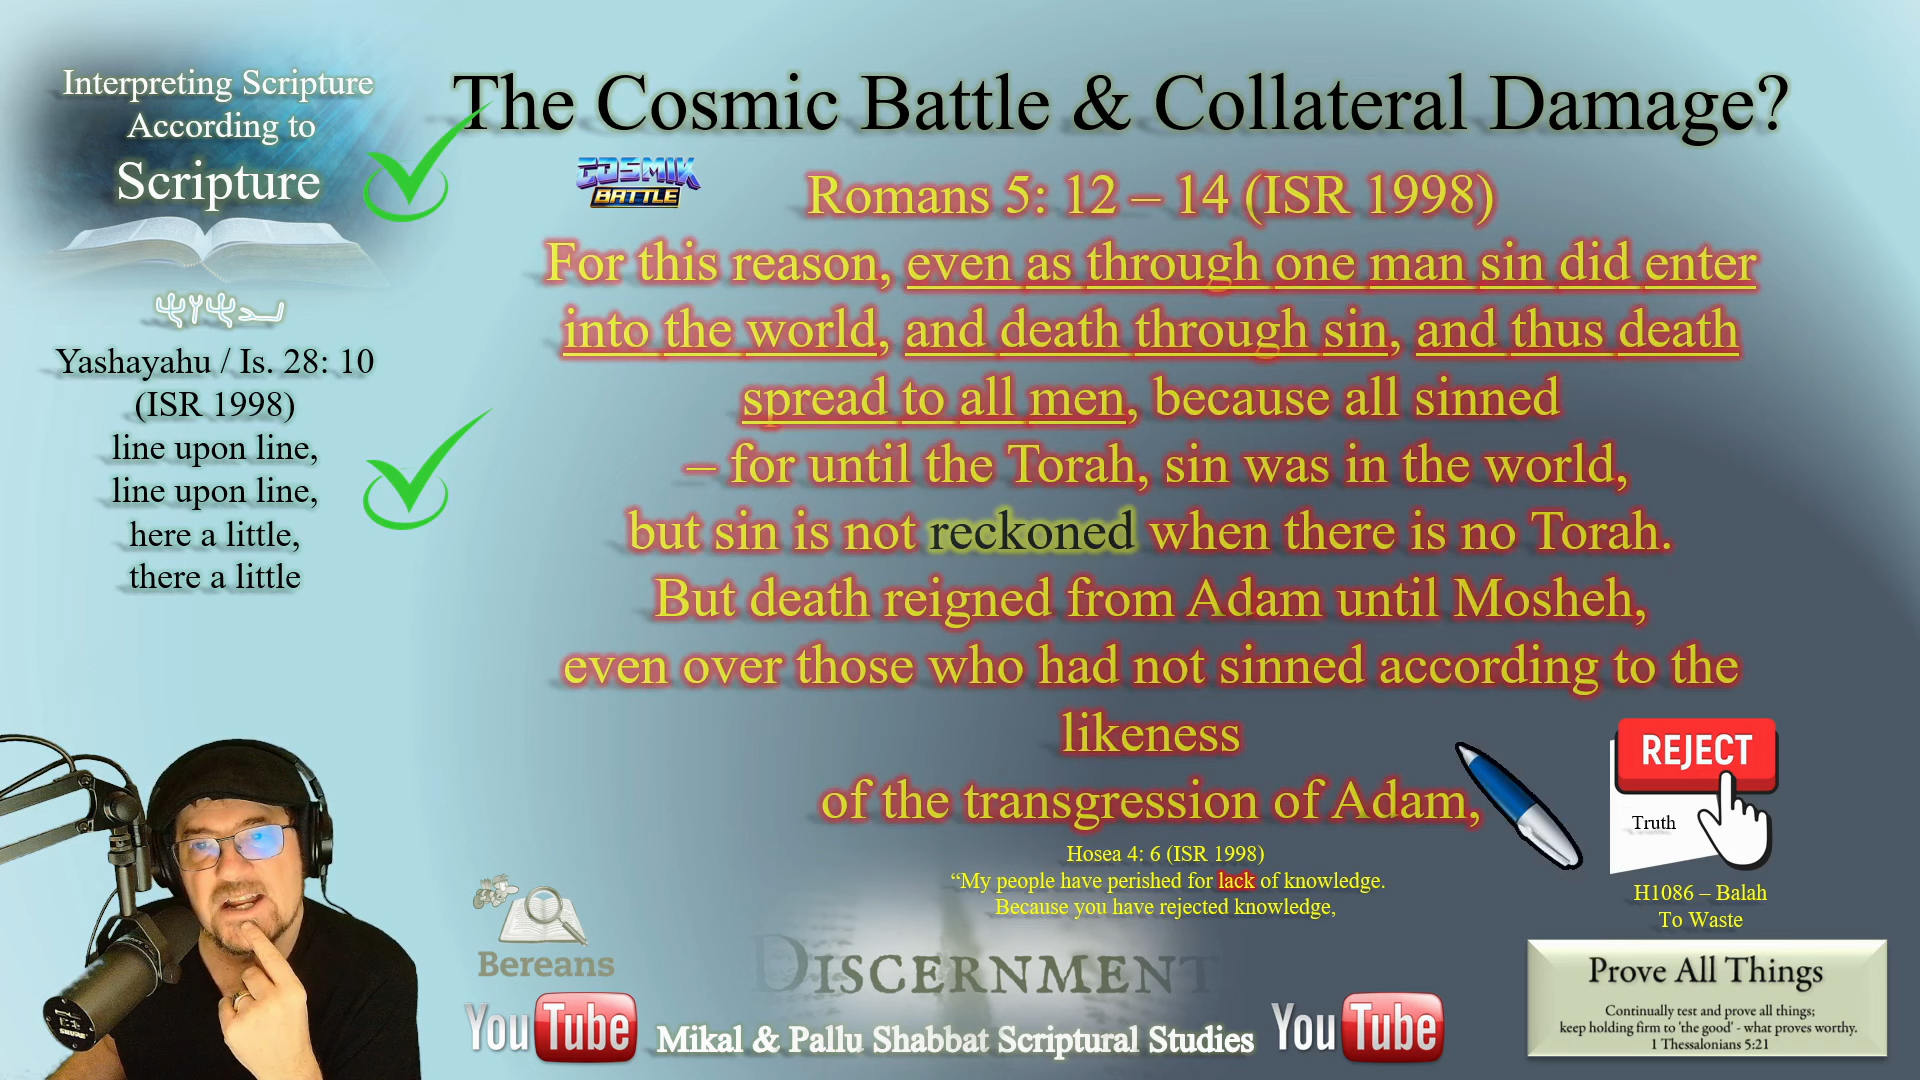 Interpreting Scripture
According to
Scripture
𐤉𐤄𐤅𐤄
Yashayahu / Is. 28: 10
(ISR 1998)
line upon line,
line upon line,
here a little,
there a little
The Cosmic Battle & Collateral Damage?
COSMIK
BATTLE
Romans 5: 12 – 14 (ISR 1998)
For this reason, even as through one man sin did enter
into the world, and death through sin, and thus death
spread to all men, because all sinned
– for until the Torah, sin was in the world,
but sin is not reckoned when there is no Torah.
But death reigned from Adam until Mosheh,
even over those who had not sinned according to the
likeness
of the transgression of Adam,
Hosea 4: 6 (ISR 1998)
“My people have perished for lack of knowledge.
Because you have rejected knowledge,
REJECT
Truth
H1086 – Balah
To Waste
Bereans
DISCERNMENT
YouTube
Mikal & Pallu Shabbat Scriptural Studies
YouTube
Prove All Things
Continually test and prove all things;
keep holding firm to 'the good' - what proves worthy.
1 Thessalonians 5:21
SHURE